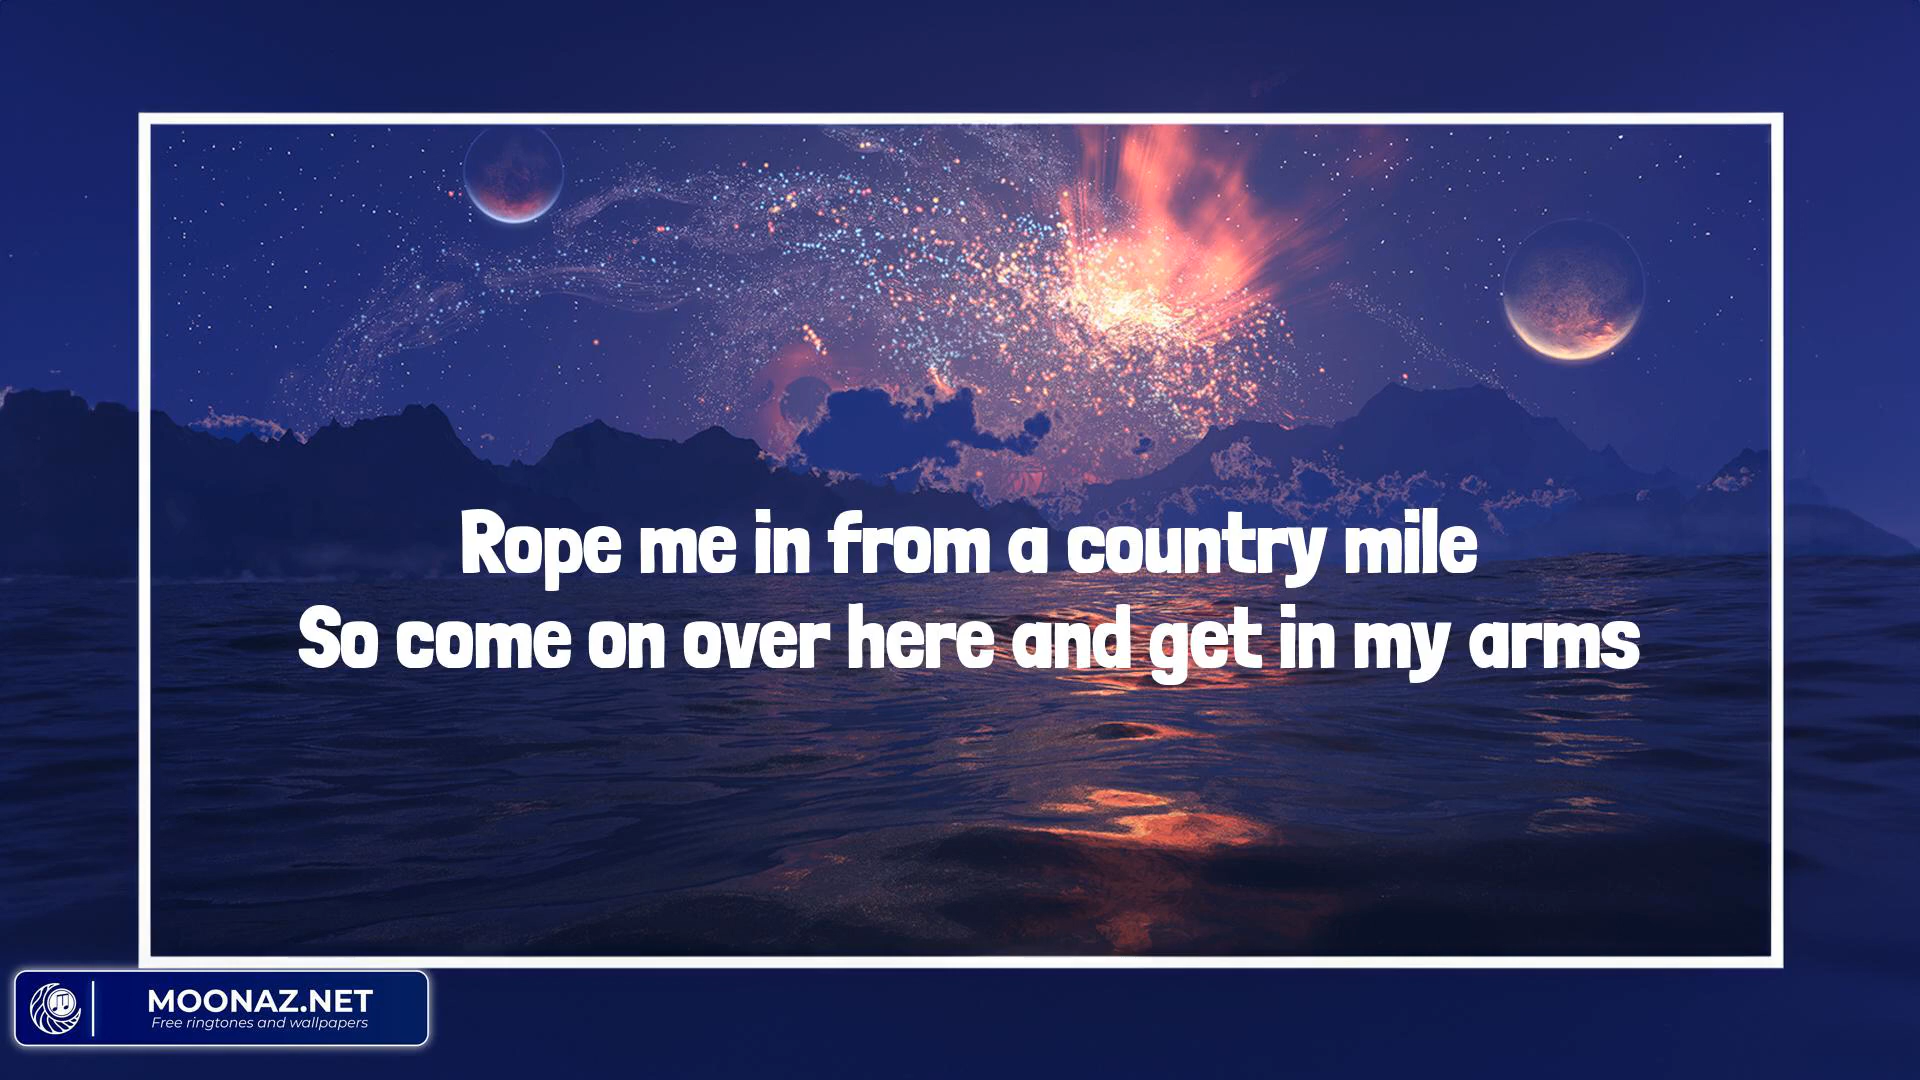 Rope me in from a country mile
So come on over here and get in my arms
MOONAZ.NET
Free ringtones and wallpapers